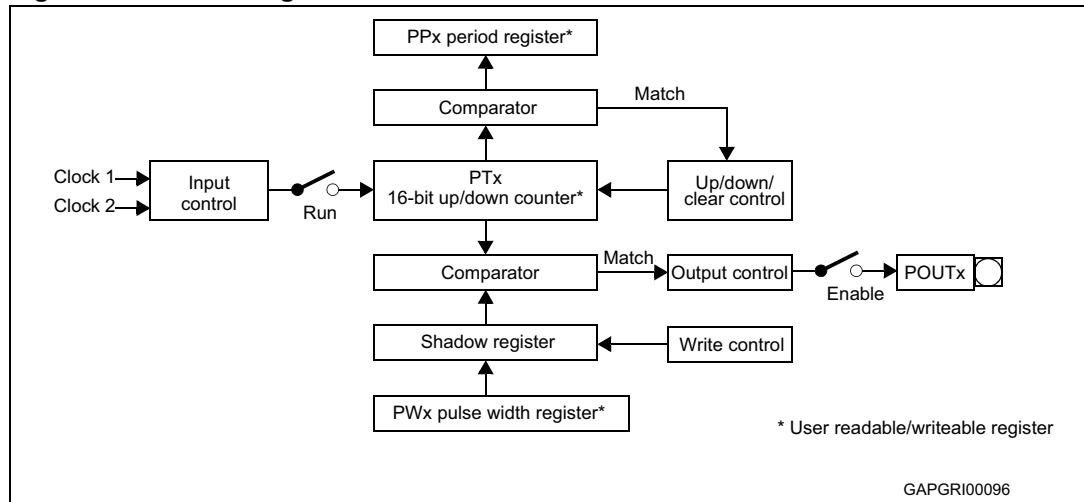 PPx period register*
Comparator
Match
Clock 1
Clock 2
Input
control
Run
PTx
16-bit up/down counter*
Up/down/
clear control
Comparator
Match
Output control
Enable
POUTx
Shadow register
Write control
PWx pulse width register*
* User readable/writeable register
GAPGRI00096